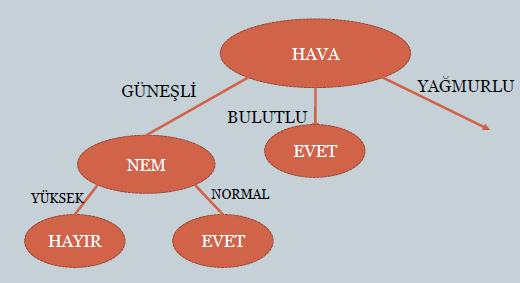 HAVA
GÜNEŞLİ
BULUTLU
YAĞMURLU
NEM
EVET
YÜKSEK
NORMAL
HAYIR
EVET